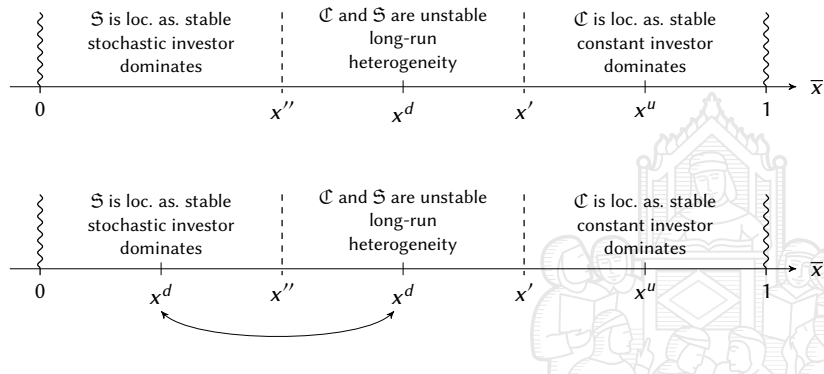 𝔖 is loc. as. stable
stochastic investor
dominates
ℭ and 𝔖 are unstable
long-run
heterogeneity
ℭ is loc. as. stable
constant investor
dominates
0 x″ x^d x′ x^u 1 x̅
𝔖 is loc. as. stable
stochastic investor
dominates
ℭ and 𝔖 are unstable
long-run
heterogeneity
ℭ is loc. as. stable
constant investor
dominates
0 x^d x″ x^d x′ x^u 1 x̅